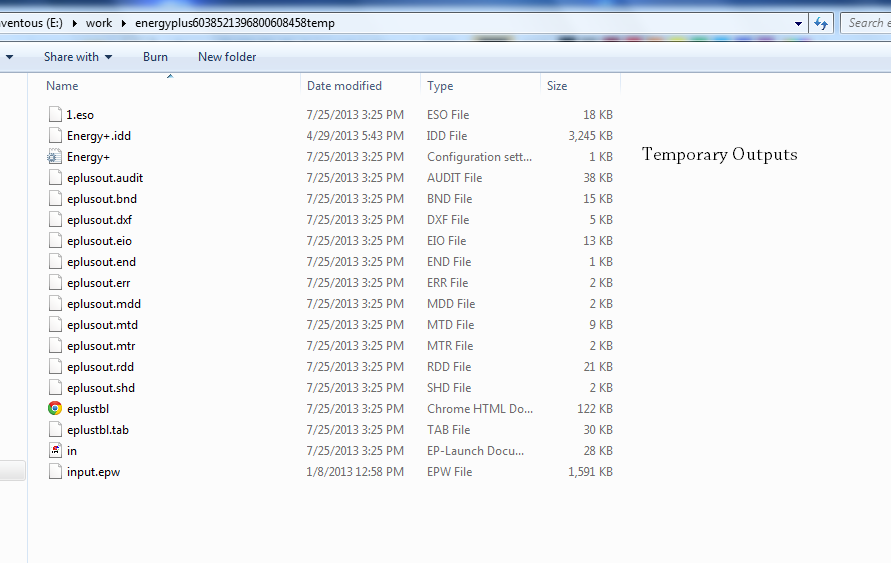 aventous (E:) ▸ work ▸ energyplus6038521396800608458temp Search e
Share with Burn New folder
Name Date modified Type Size
1.eso 7/25/2013 3:25 PM ESO File 18 KB
Energy+.idd 4/29/2013 5:43 PM IDD File 3,245 KB
Energy+ 7/25/2013 3:25 PM Configuration sett... 1 KB
Temporary Outputs
eplusout.audit 7/25/2013 3:25 PM AUDIT File 38 KB
eplusout.bnd 7/25/2013 3:25 PM BND File 15 KB
eplusout.dxf 7/25/2013 3:25 PM DXF File 5 KB
eplusout.eio 7/25/2013 3:25 PM EIO File 13 KB
eplusout.end 7/25/2013 3:25 PM END File 1 KB
eplusout.err 7/25/2013 3:25 PM ERR File 2 KB
eplusout.mdd 7/25/2013 3:25 PM MDD File 2 KB
eplusout.mtd 7/25/2013 3:25 PM MTD File 9 KB
eplusout.mtr 7/25/2013 3:25 PM MTR File 2 KB
eplusout.rdd 7/25/2013 3:25 PM RDD File 21 KB
eplusout.shd 7/25/2013 3:25 PM SHD File 2 KB
eplustbl 7/25/2013 3:25 PM Chrome HTML Do... 122 KB
eplustbl.tab 7/25/2013 3:25 PM TAB File 30 KB
in 7/25/2013 3:25 PM EP-Launch Docu... 28 KB
input.epw 1/8/2013 12:58 PM EPW File 1,591 KB